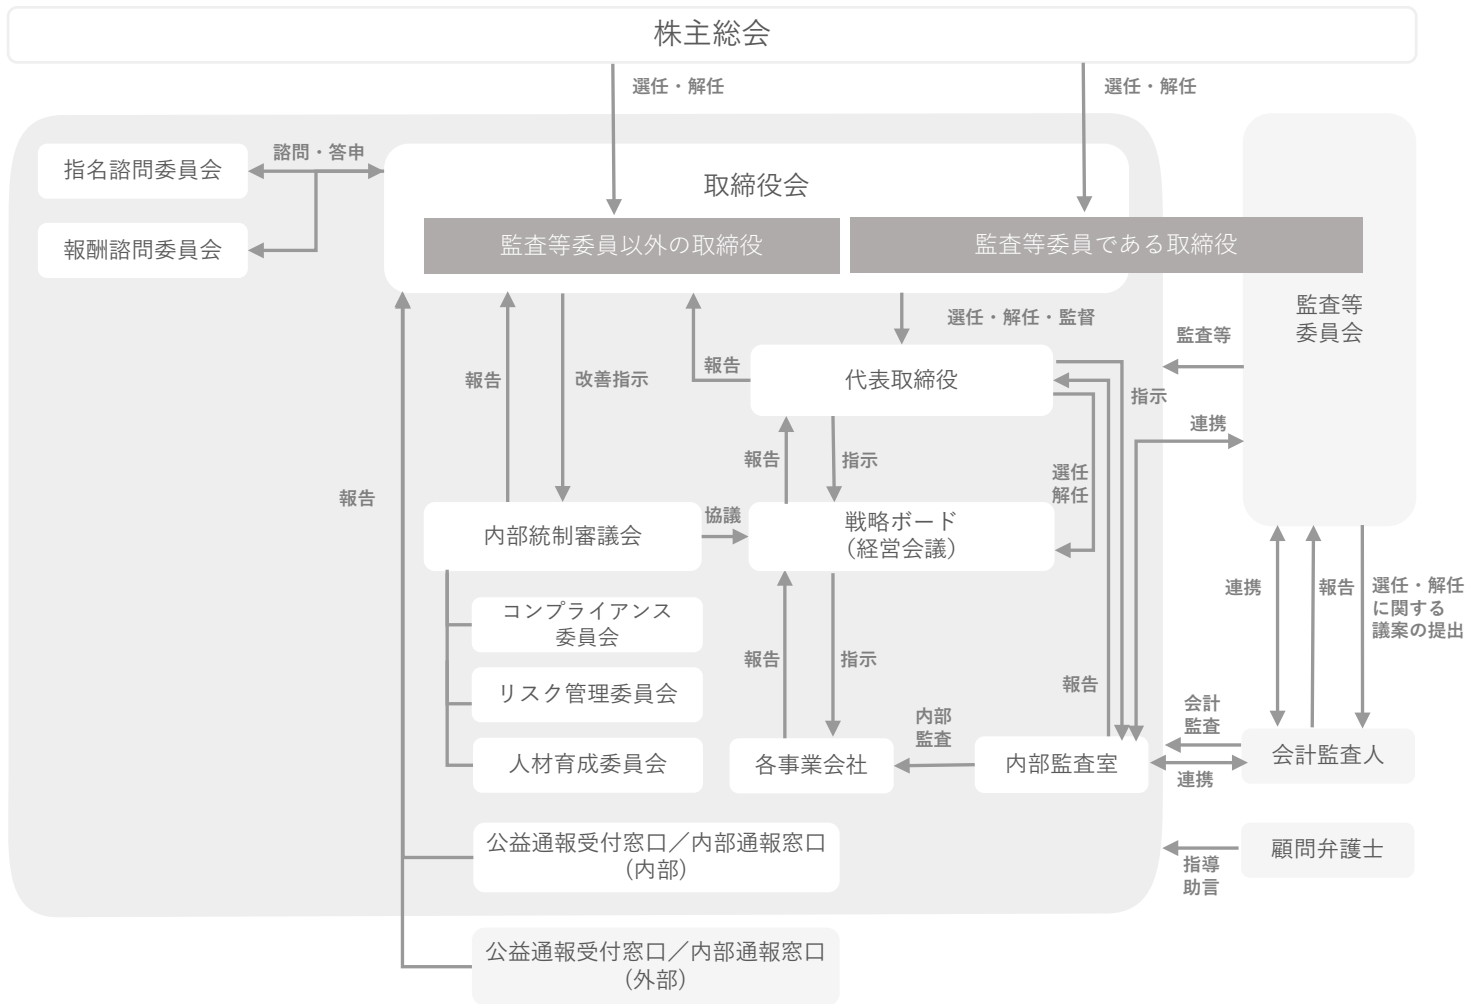 株主総会
選任・解任
選任・解任
指名諮問委員会
諮問・答申
報酬諮問委員会
取締役会
監査等委員以外の取締役
監査等委員である取締役
監査等
委員会
選任・解任・監督
監査等
報告
改善指示
報告
代表取締役
指示
連携
報告
指示
選任
解任
報告
内部統制審議会
協議
戦略ボード
（経営会議）
コンプライアンス
委員会
リスク管理委員会
人材育成委員会
報告
指示
報告
連携
報告
選任・解任
に関する
議案の提出
内部
監査
会計
監査
各事業会社
内部監査室
連携
会計監査人
公益通報受付窓口／内部通報窓口
（内部）
指導
助言
顧問弁護士
公益通報受付窓口／内部通報窓口
（外部）